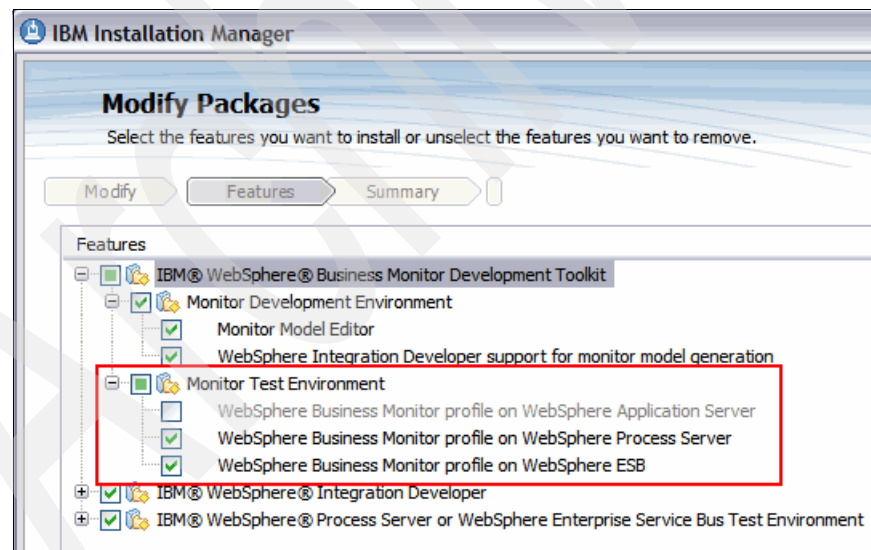 IBM Installation Manager
Modify Packages
Select the features you want to install or unselect the features you want to remove.
Modify Features Summary
Features
IBM® WebSphere® Business Monitor Development Toolkit
Monitor Development Environment
Monitor Model Editor
WebSphere Integration Developer support for monitor model generation
Monitor Test Environment
WebSphere Business Monitor profile on WebSphere Application Server
WebSphere Business Monitor profile on WebSphere Process Server
WebSphere Business Monitor profile on WebSphere ESB
IBM® WebSphere® Integration Developer
IBM® WebSphere® Process Server or WebSphere Enterprise Service Bus Test Environment